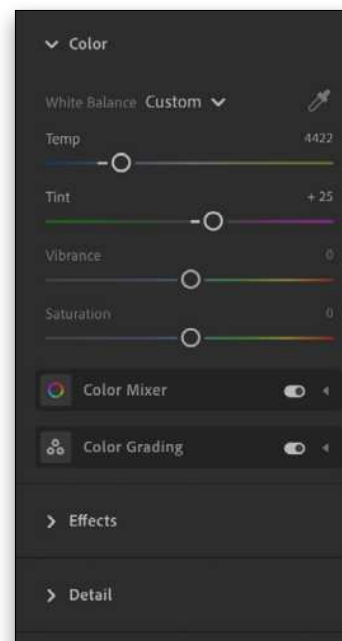 Color
White Balance Custom
Temp 4422
Tint + 25
Vibrance 0
Saturation 0
Color Mixer
Color Grading
Effects
Detail